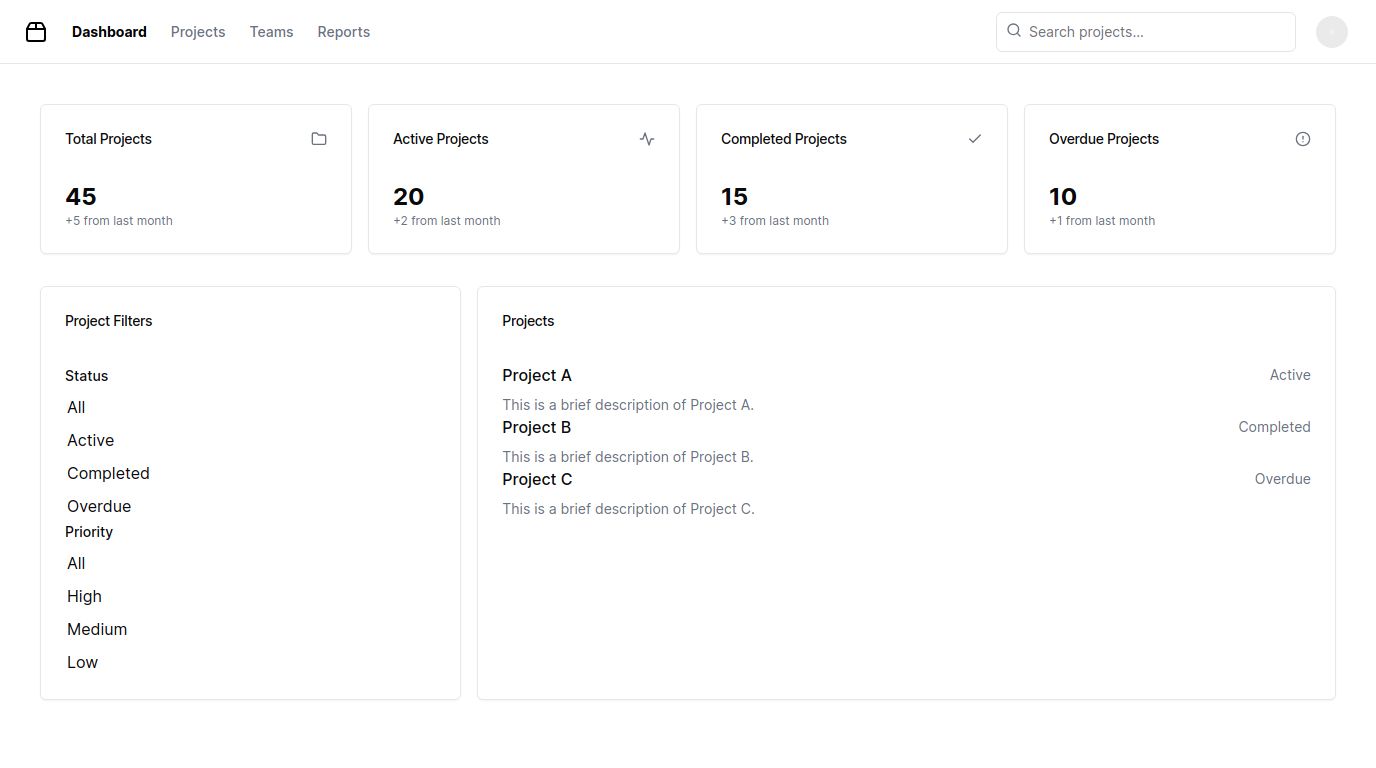 Dashboard Projects Teams Reports Search projects...
Total Projects
45
+5 from last month
Active Projects
20
+2 from last month
Completed Projects
15
+3 from last month
Overdue Projects
10
+1 from last month
Project Filters
Status
All
Active
Completed
Overdue
Priority
All
High
Medium
Low
Projects
Project A Active
This is a brief description of Project A.
Project B Completed
This is a brief description of Project B.
Project C Overdue
This is a brief description of Project C.